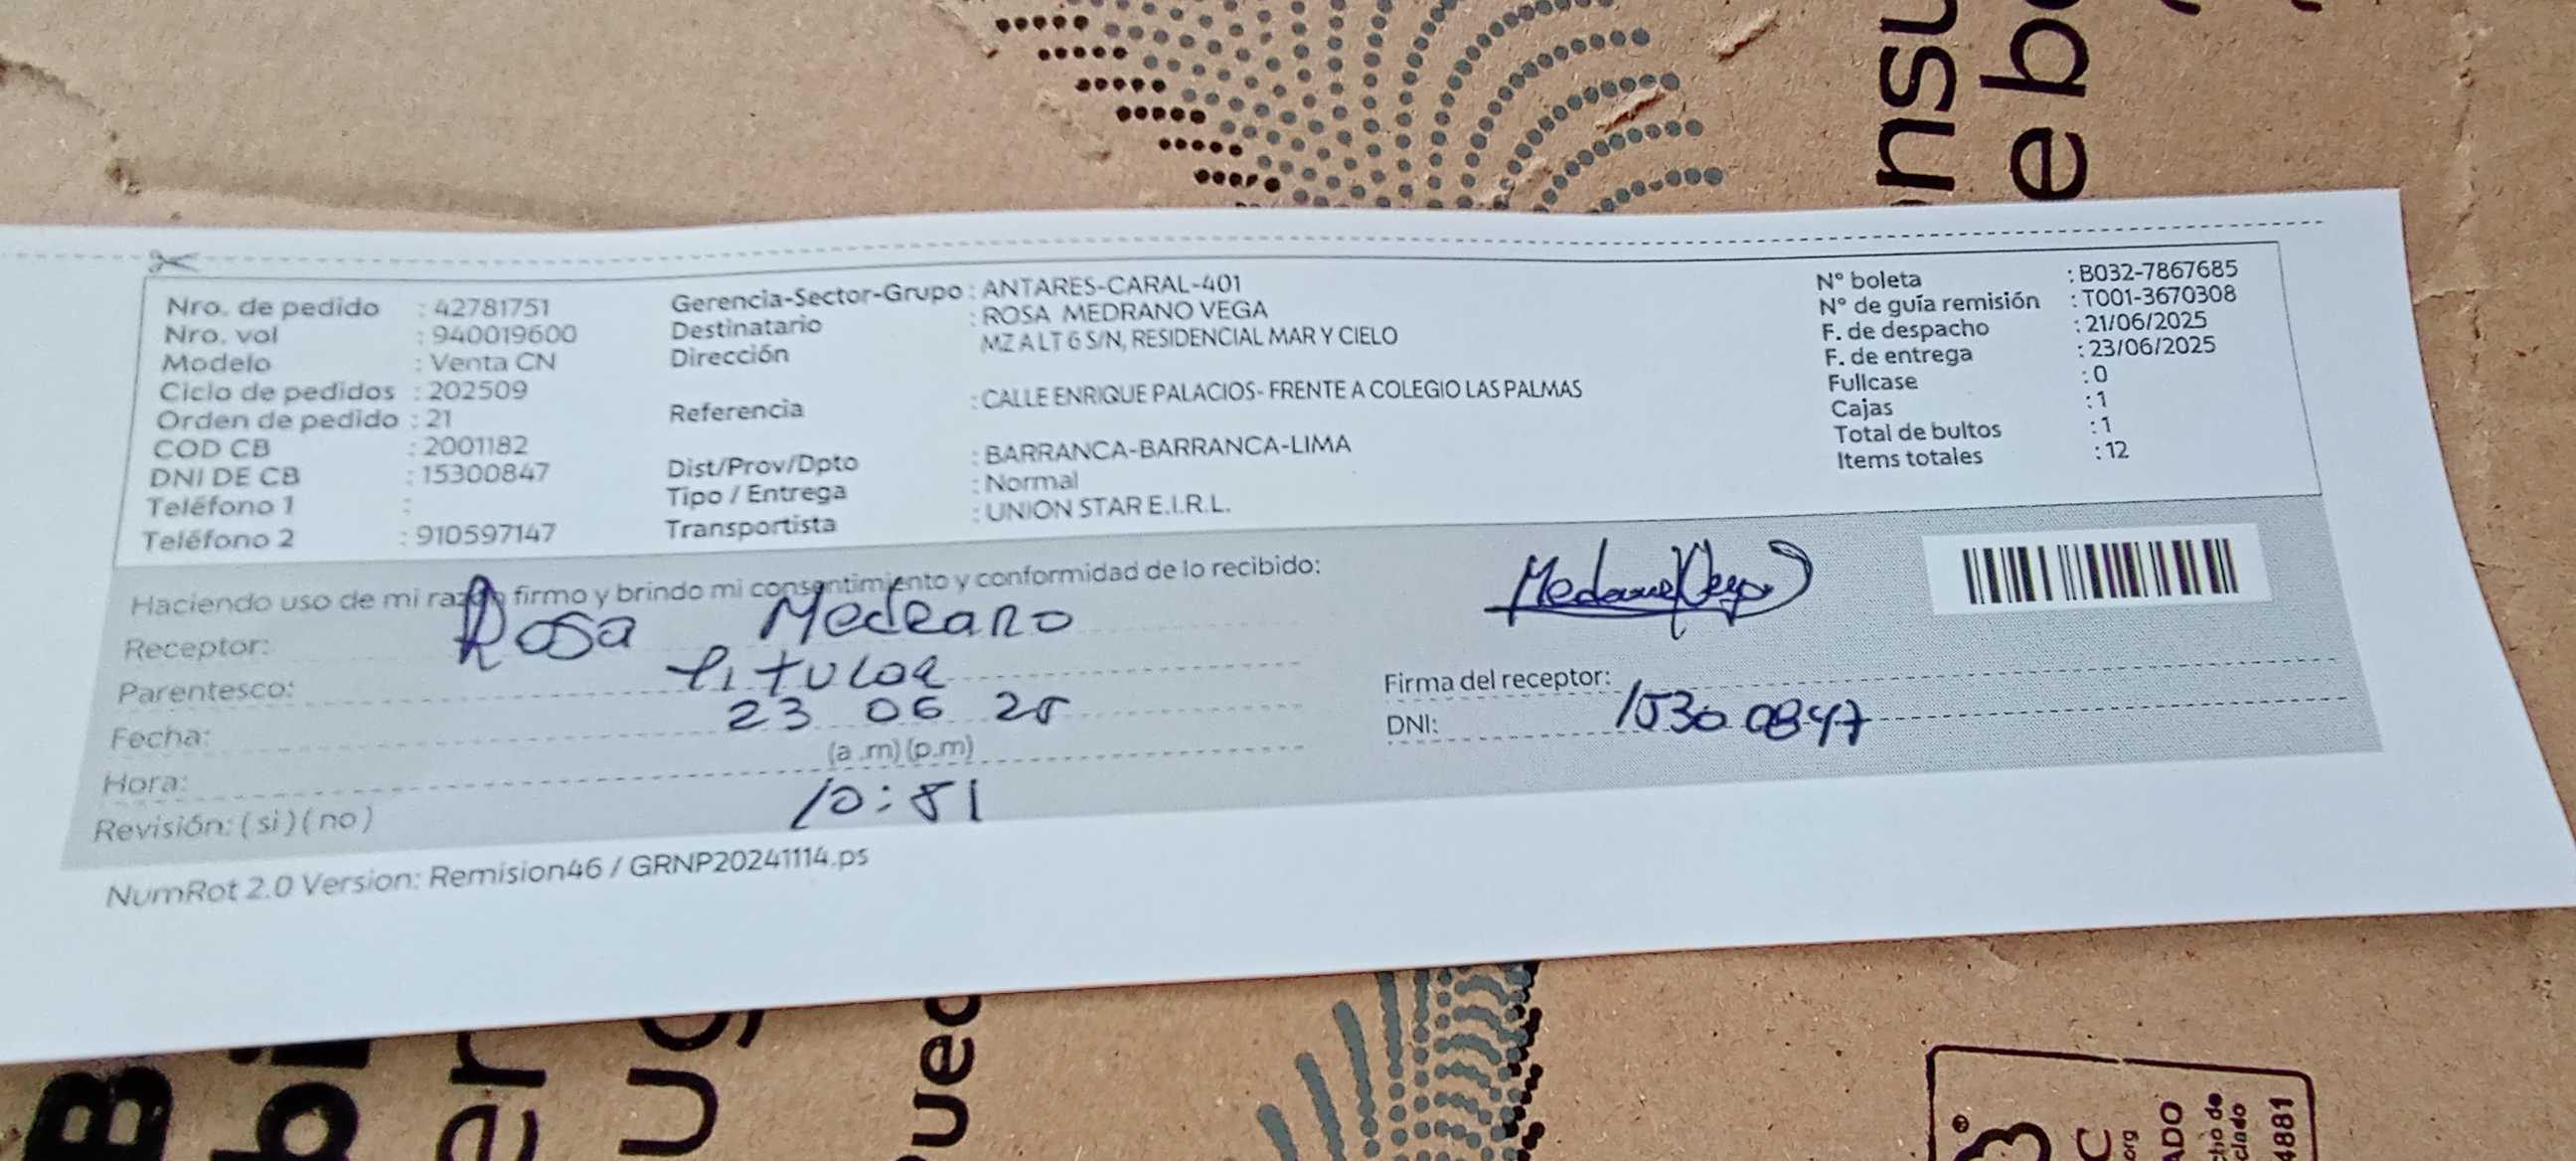 Nro. de pedido : 42781751
Nro. vol : 940019600
Modelo : Venta CN
Ciclo de pedidos : 202509
Orden de pedido : 21
COD CB : 2001182
DNI DE CB : 15300847
Teléfono 1 :
Teléfono 2 : 910597147
Gerencia-Sector-Grupo : ANTARES-CARAL-401
Destinatario : ROSA MEDRANO VEGA
Dirección MZ A LT 6 S/N, RESIDENCIAL MAR Y CIELO
Referencia : CALLE ENRIQUE PALACIOS- FRENTE A COLEGIO LAS PALMAS
Dist/Prov/Dpto : BARRANCA-BARRANCA-LIMA
Tipo / Entrega : Normal
Transportista : UNION STAR E.I.R.L.
N° boleta : B032-7867685
N° de guía remisión : T001-3670308
F. de despacho : 21/06/2025
F. de entrega : 23/06/2025
Fullcase : 0
Cajas : 1
Total de bultos : 1
Items totales : 12
Haciendo uso de mi razón firmo y brindo mi consentimiento y conformidad de lo recibido:
Receptor: Rosa Medrano
Parentesco: titular
Fecha: 23 06 25
Hora: (a .m) (p.m)
10:51
Revisión: ( si ) ( no )
Firma del receptor:
DNI: 15300847
NumRot 2.0 Version: Remision46 / GRNP20241114.ps